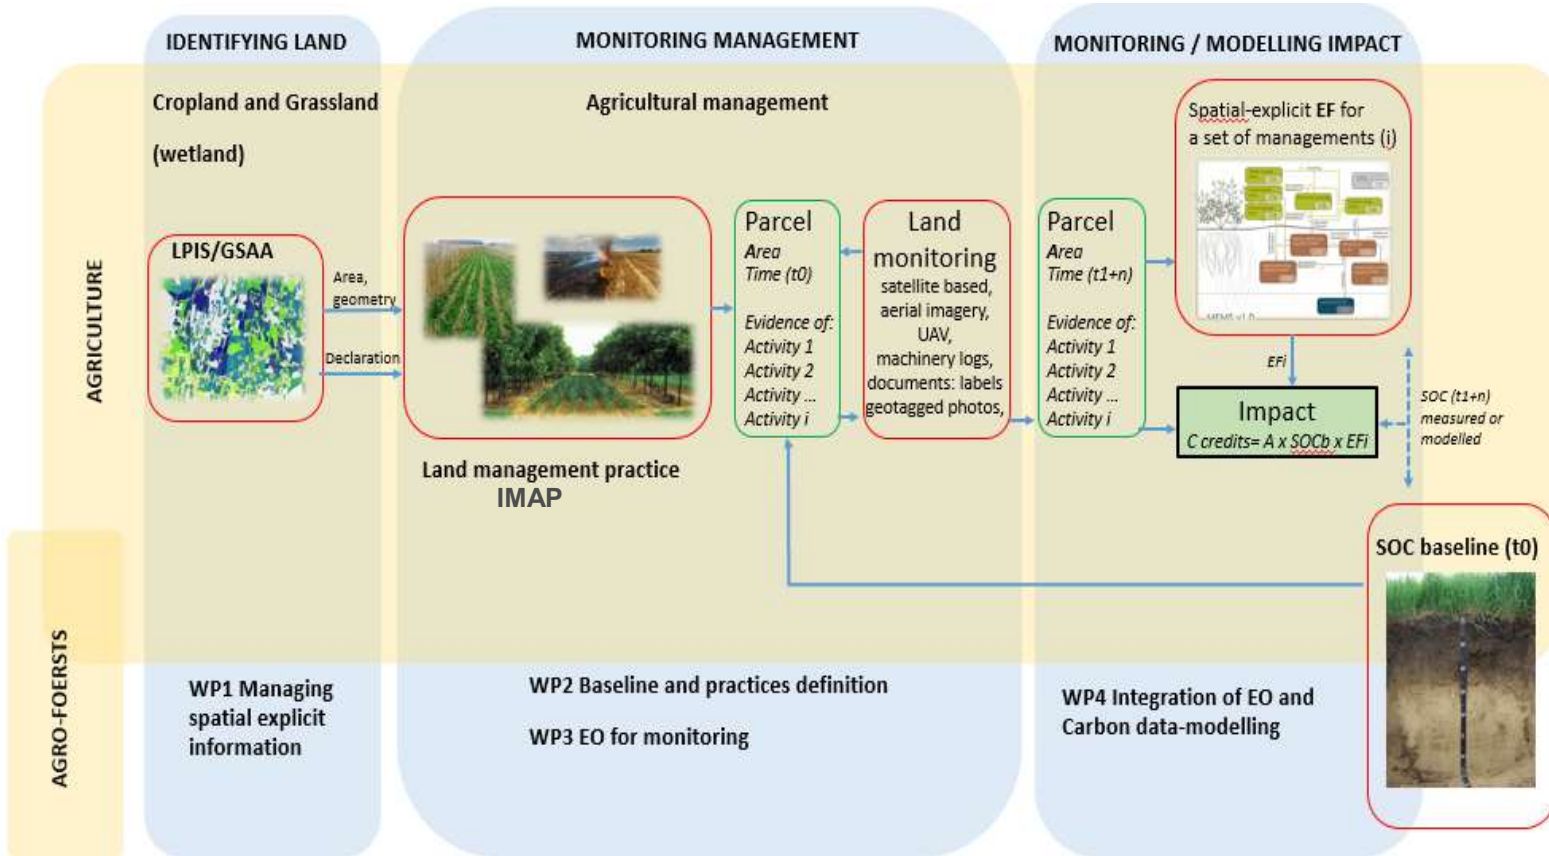 IDENTIFYING LAND
MONITORING MANAGEMENT
MONITORING / MODELLING IMPACT
Cropland and Grassland
(wetland)
Agricultural management
Spatial-explicit EF for
a set of managements (i)
AGRICULTURE
LPIS/GSAA
Area,
geometry
Declaration
Land management practice
IMAP
Parcel
Area
Time (t0)
Evidence of:
Activity 1
Activity 2
Activity ...
Activity i
Land
monitoring
satellite based,
aerial imagery,
UAV,
machinery logs,
documents: labels
geotagged photos,
Parcel
Area
Time (t1+n)
Evidence of:
Activity 1
Activity 2
Activity ...
Activity i
EFi
Impact
C credits= A x SOCb x EFi
SOC (t1+n)
measured or
modelled
SOC baseline (t0)
AGRO-FOERSTS
WP1 Managing
spatial explicit
information
WP2 Baseline and practices definition
WP3 EO for monitoring
WP4 Integration of EO and
Carbon data-modelling